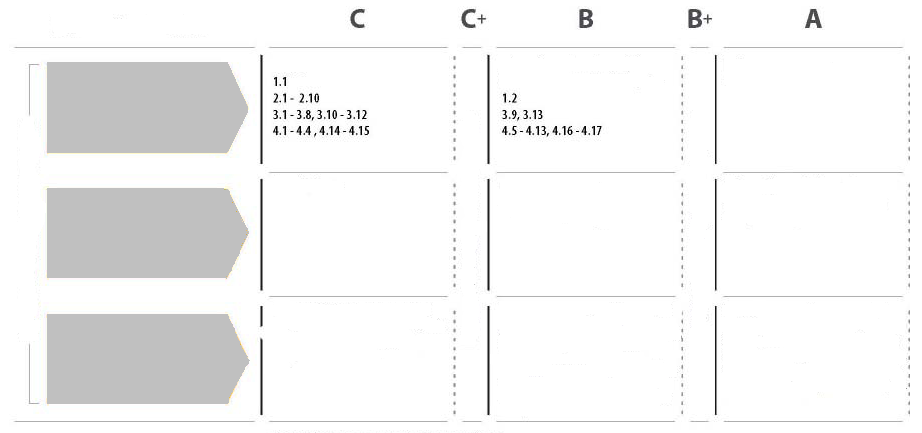 C C+ B B+ A
1.1
2.1 - 2.10
3.1 - 3.8, 3.10 - 3.12
4.1 - 4.4 , 4.14 - 4.15
1.2
3.9, 3.13
4.5 - 4.13, 4.16 - 4.17